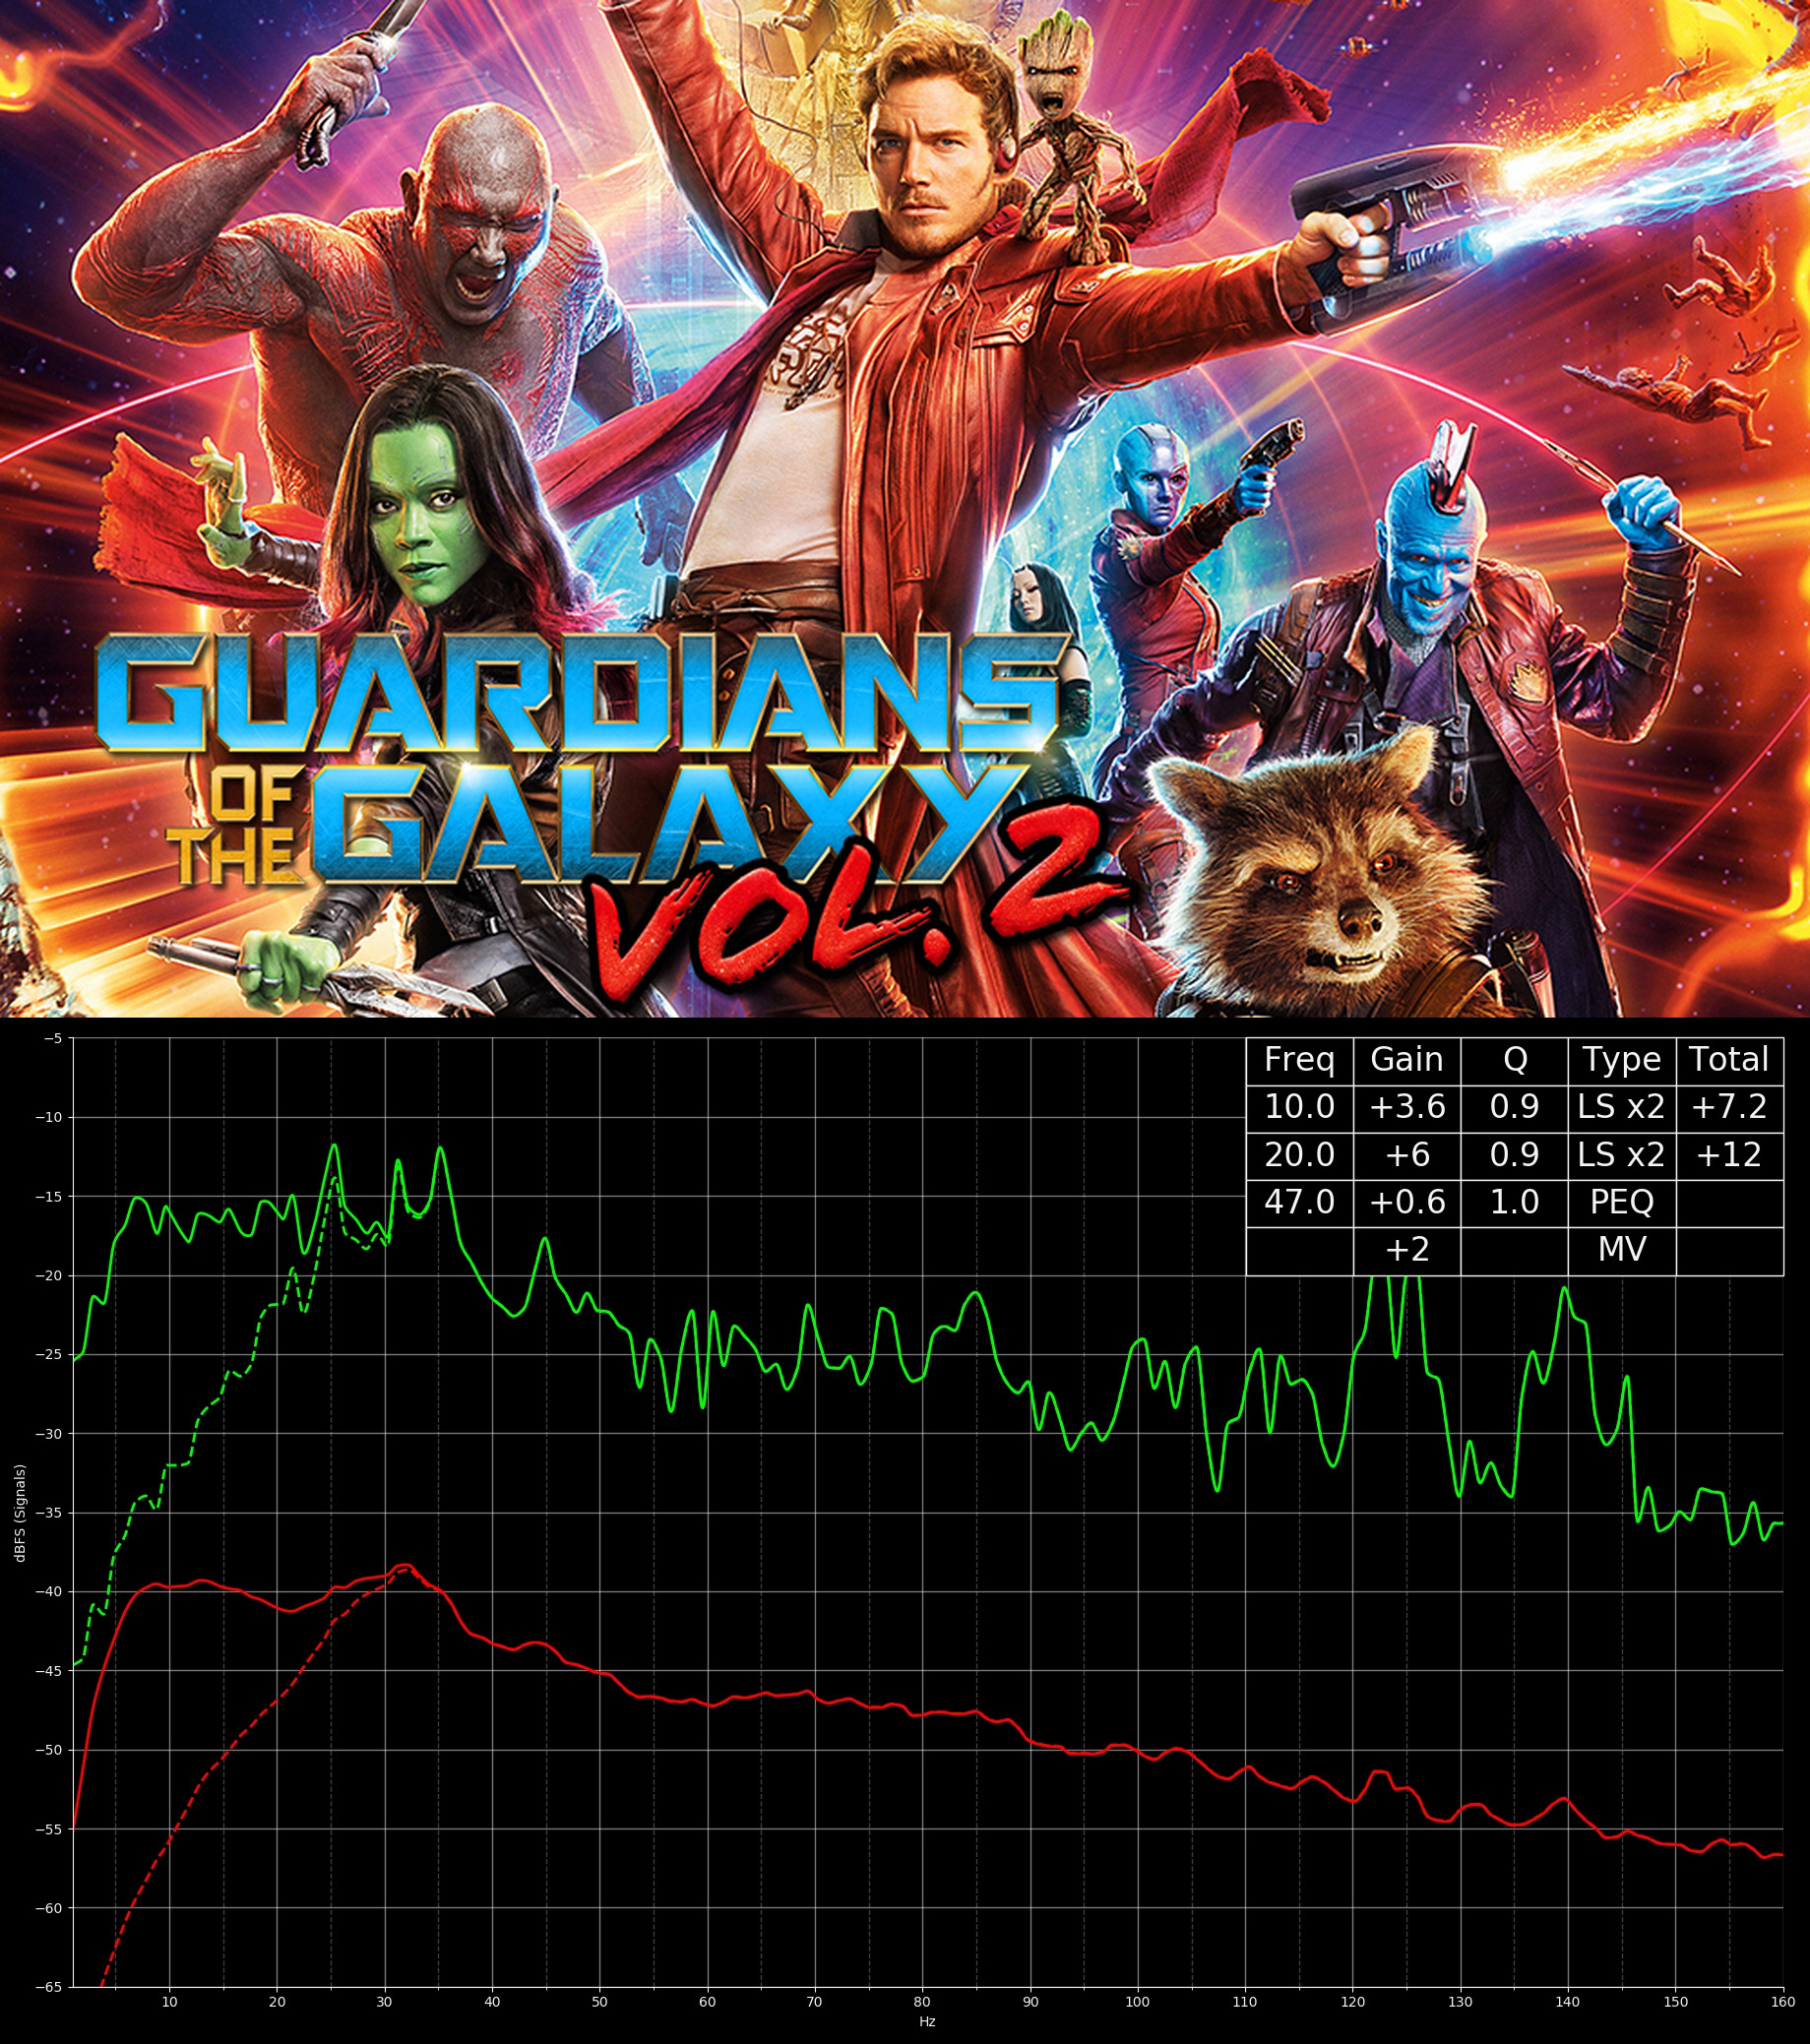 GUARDIANS
OF THE GALAXY
VOL. 2
Freq Gain Q Type Total
10.0 +3.6 0.9 LS x2 +7.2
20.0 +6 0.9 LS x2 +12
47.0 +0.6 1.0 PEQ
+2 MV
dBFS (Signals)
−5
−10
−15
−20
−25
−30
−35
−40
−45
−50
−55
−60
−65
10 20 30 40 50 60 70 80 90 100 110 120 130 140 150 160
Hz